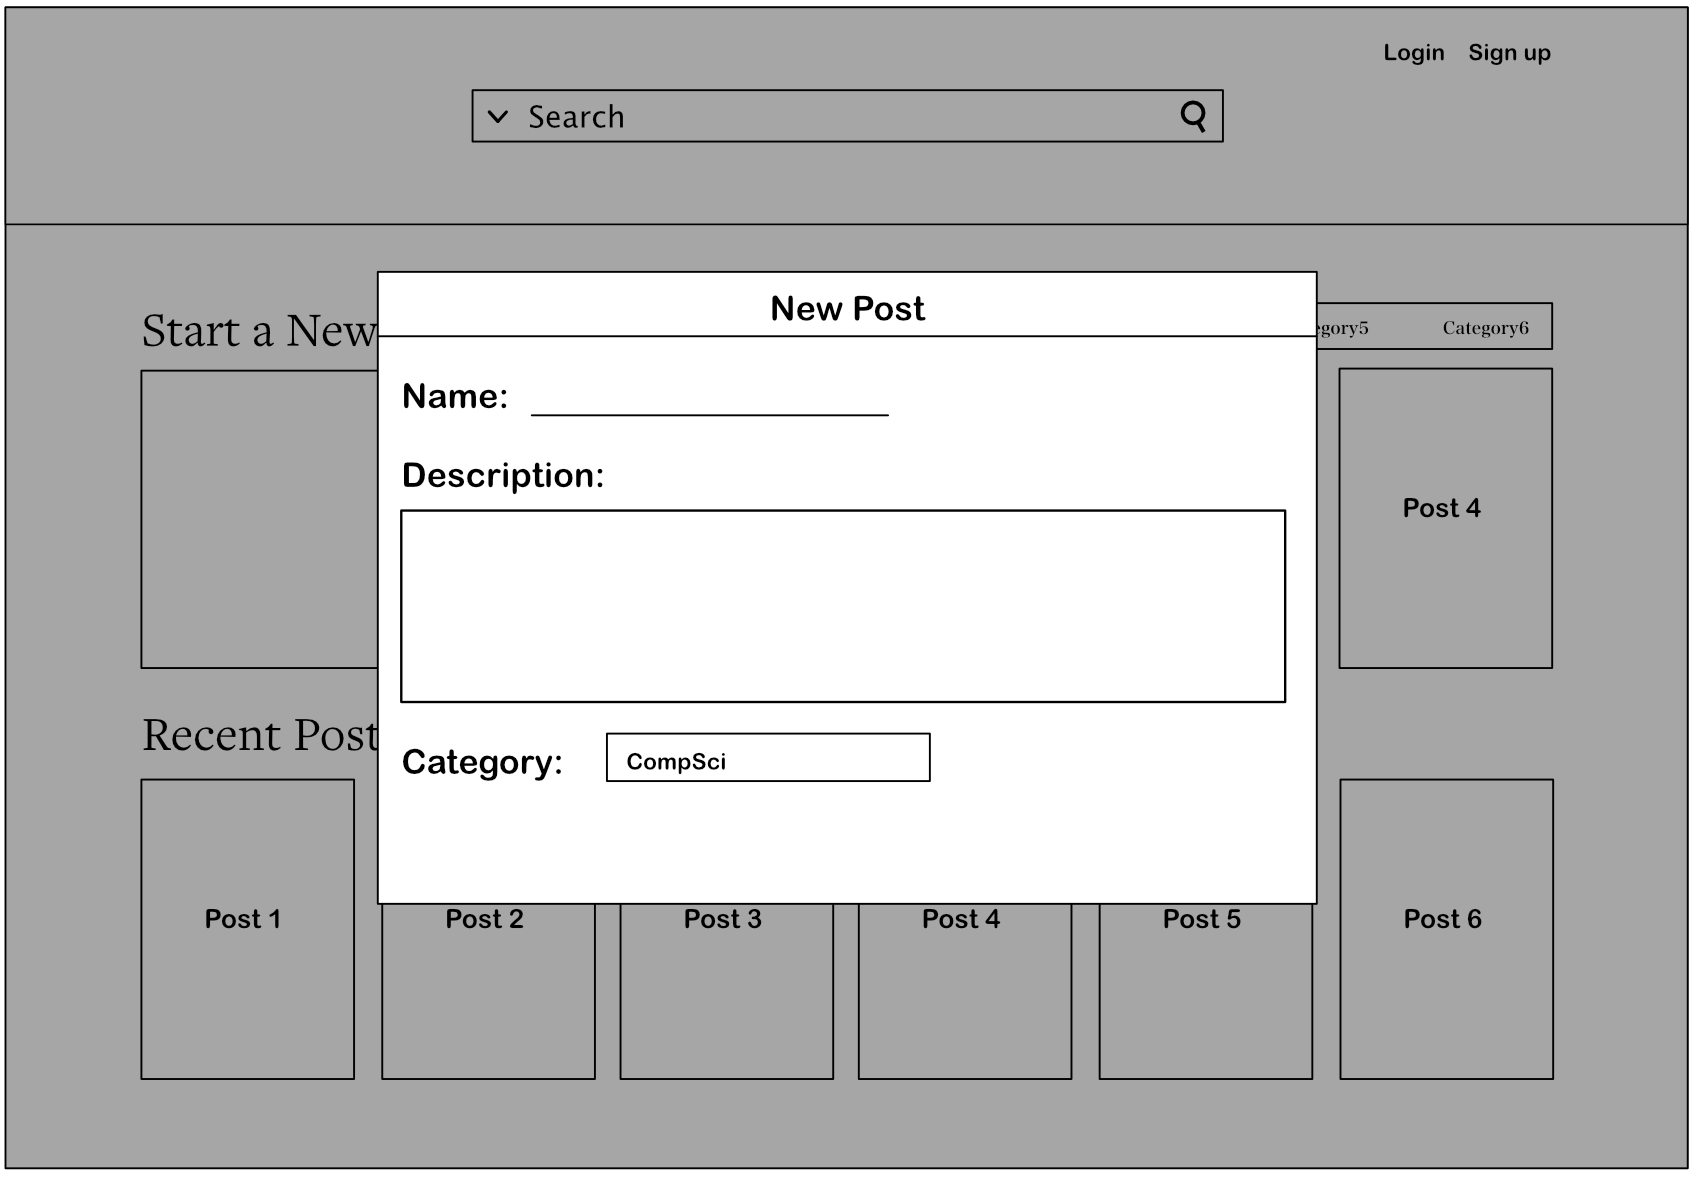 Login Sign up
Search
New Post
Start a New
Category6
Name:
Description:
Post 4
Recent Post
Category:
CompSci
Post 1
Post 2
Post 3
Post 4
Post 5
Post 6